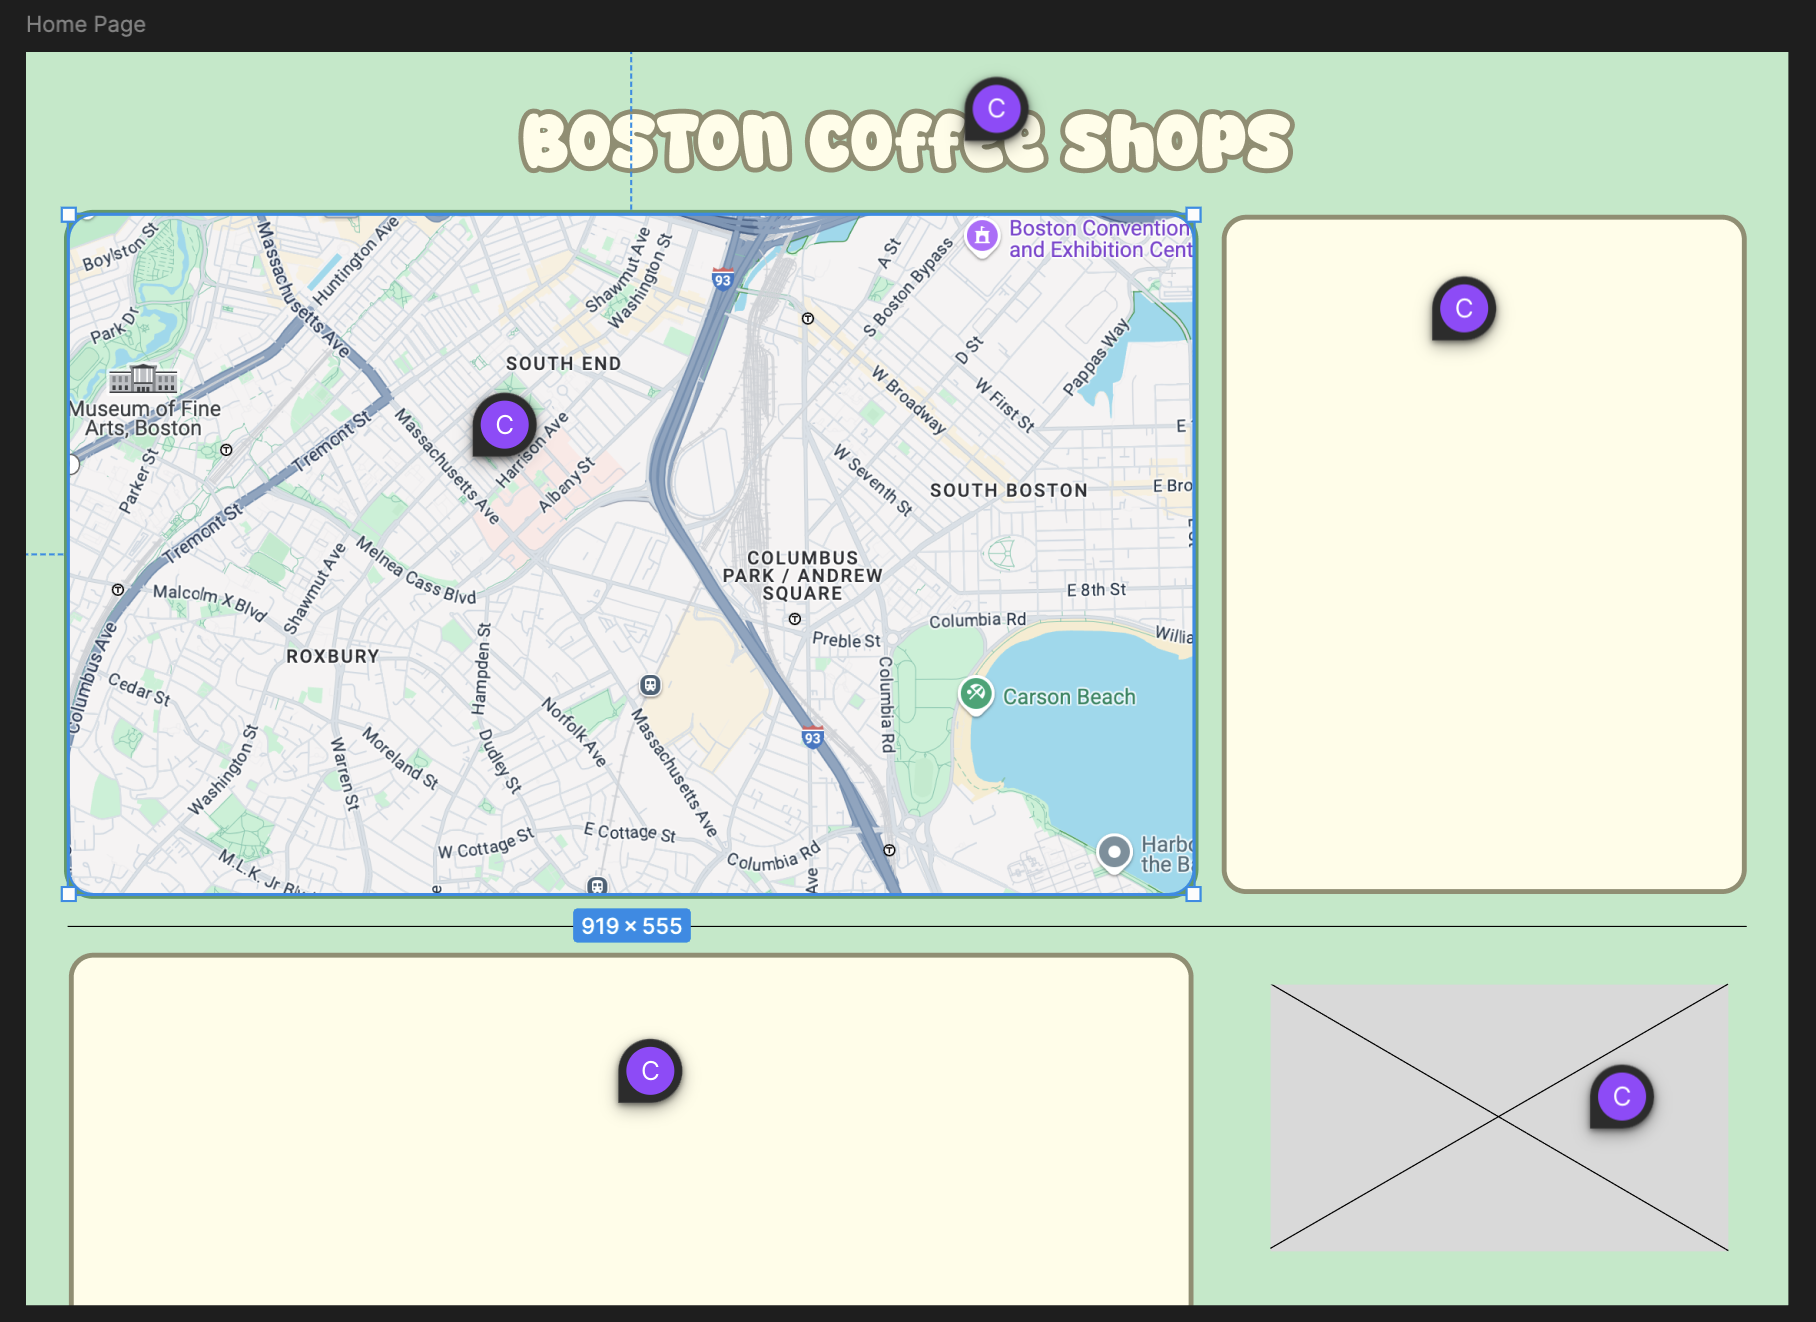 Home Page
BOSTON COFFEE SHOPS
C
Boylston St
Massachusetts Ave
Huntington Ave
Shawmut Ave
Washington St
93
A St
S Boston Bypass
Boston Convention
and Exhibition Cent
C
Park Dr
SOUTH END
D St
Pappas Way
W Broadway
W First St
Museum of Fine
Arts, Boston
C
Tremont St
Massachusetts Ave
Harrison Ave
Albany St
Parker St
W Seventh St
SOUTH BOSTON
E
E Bro
Tremont St
Melnea Cass Blvd
Shawmut Ave
Malcolm X Blvd
COLUMBUS
PARK / ANDREW
SQUARE
E 8th St
Columbia Rd
Preble St
Willia
ROXBURY
Columbus Ave
Cedar St
Hampden St
Norfolk Ave
Columbia Rd
Carson Beach
Massachusetts Ave
93
Washington St
Warren St
Moreland St
Dudley St
W Cottage St
E Cottage St
Columbia Rd
Harbo
the Ba
M.L.K. Jr Blv
e
Ave
919 × 555
C
C